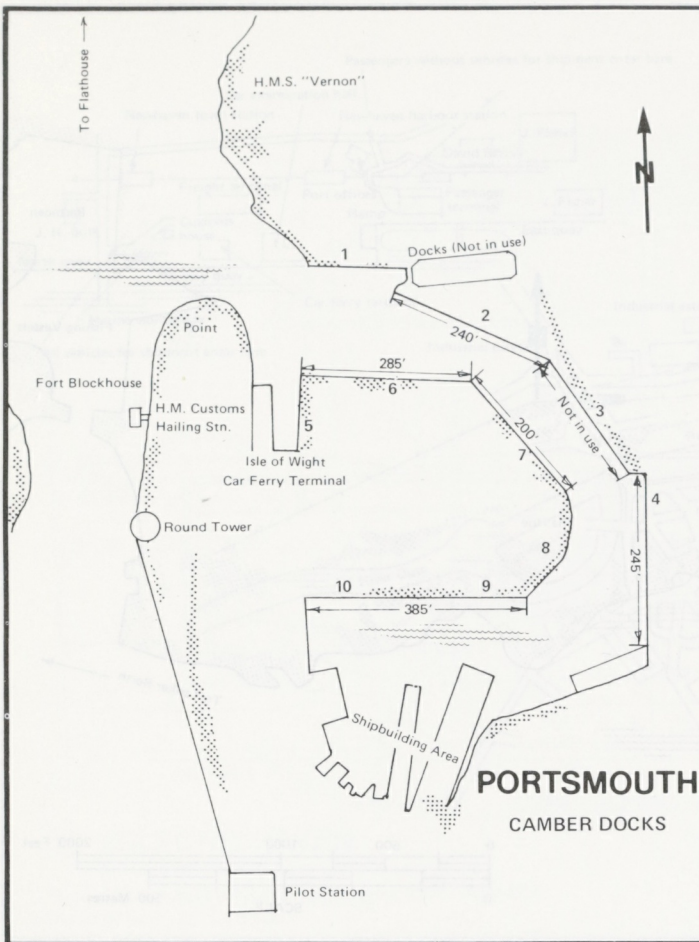 To Flathouse
H.M.S. "Vernon"
N
1
Docks (Not in use)
2
240'
Point
285'
6
3
Not in use
Fort Blockhouse
H.M. Customs
Hailing Stn.
5
200'
7
4
Isle of Wight
Car Ferry Terminal
Round Tower
8
245'
10
9
385'
Shipbuilding Area
PORTSMOUTH
CAMBER DOCKS
Pilot Station